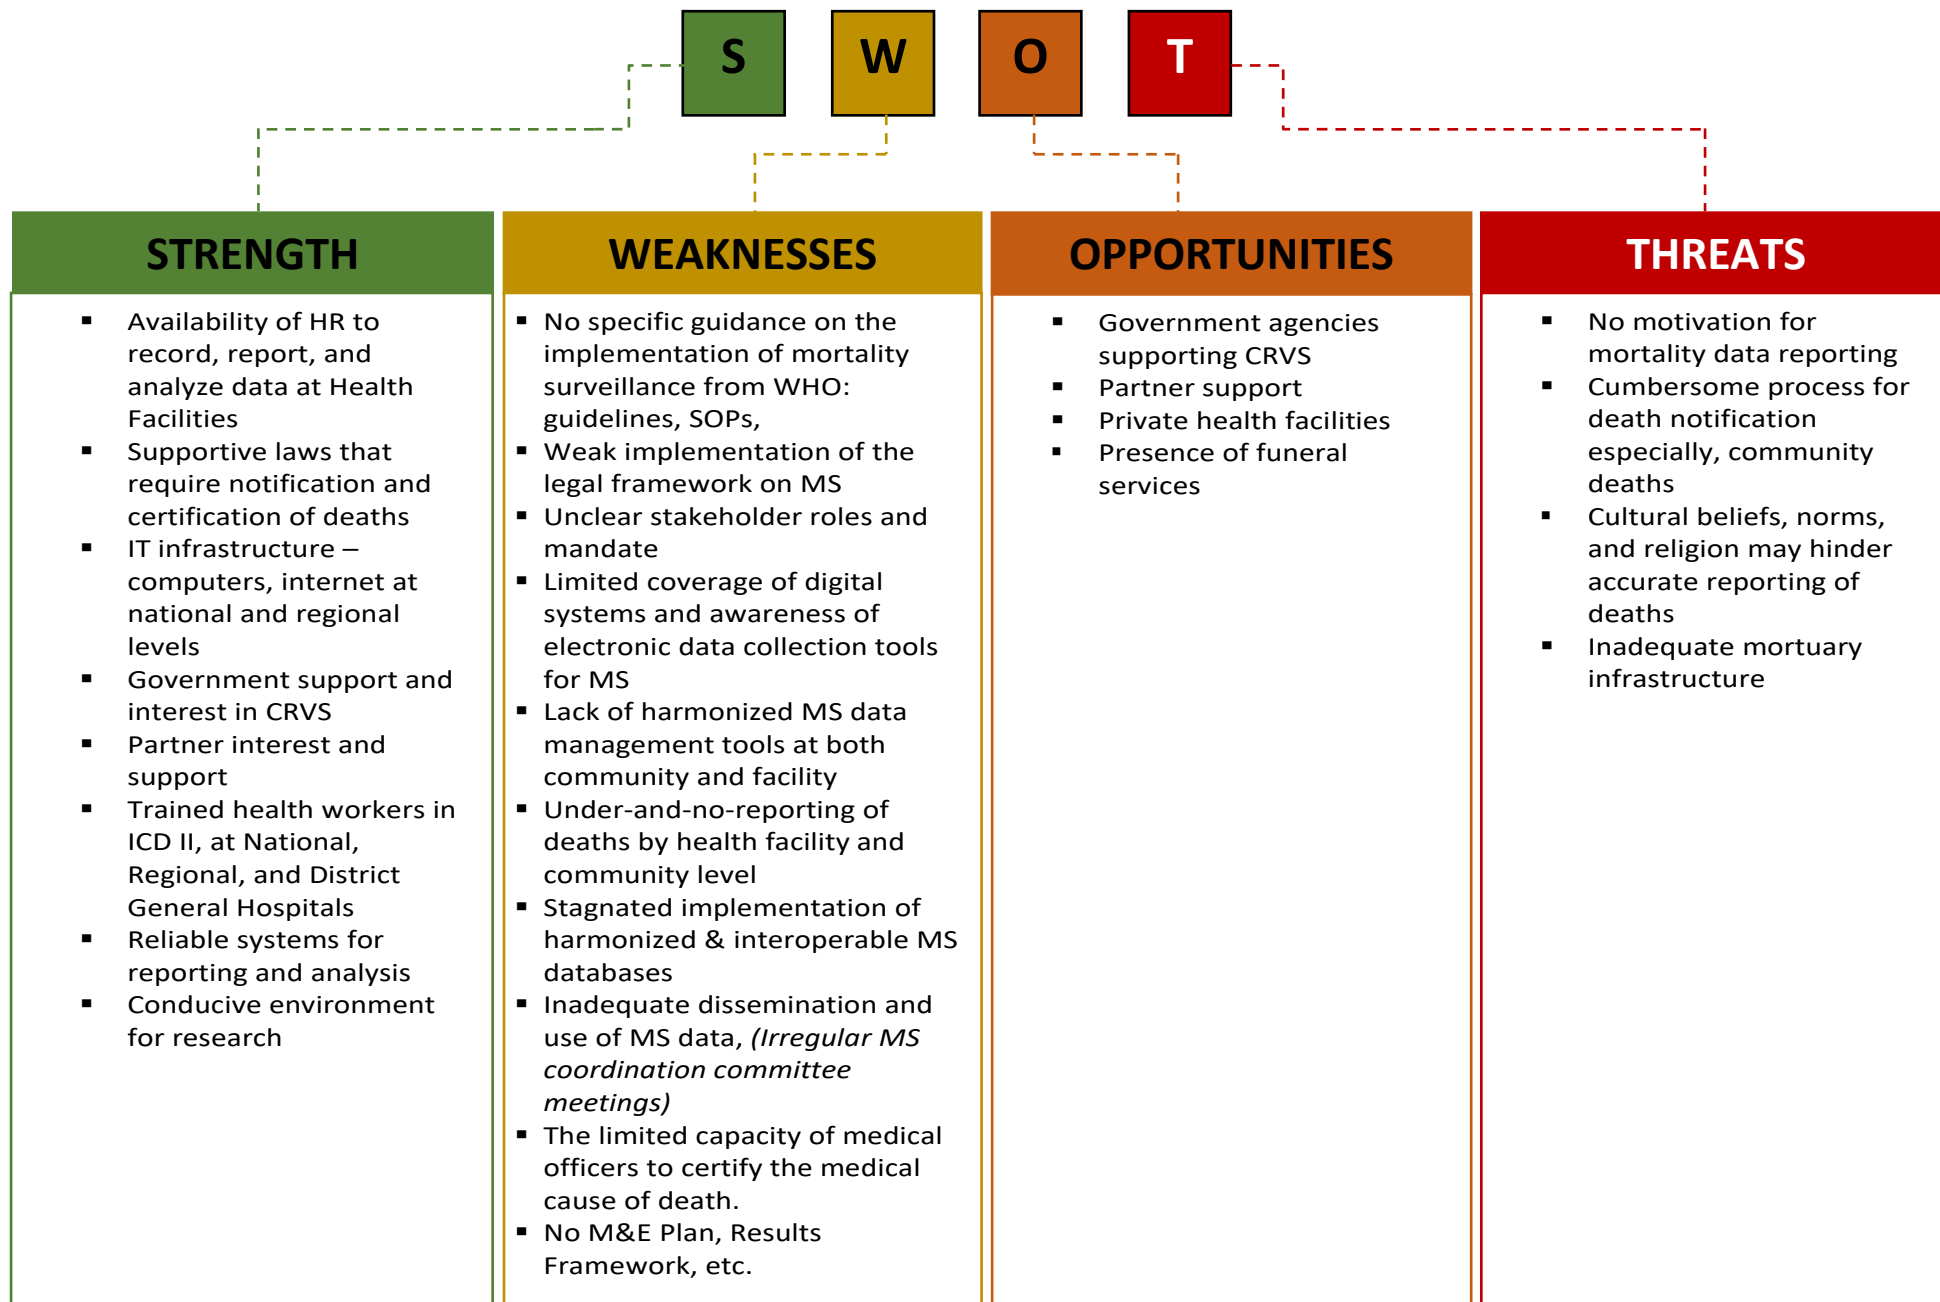 S
W
O
T
STRENGTH
▪ Availability of HR to
record, report, and
analyze data at Health
Facilities
▪ Supportive laws that
require notification and
certification of deaths
▪ IT infrastructure –
computers, internet at
national and regional
levels
▪ Government support and
interest in CRVS
▪ Partner interest and
support
▪ Trained health workers in
ICD II, at National,
Regional, and District
General Hospitals
▪ Reliable systems for
reporting and analysis
▪ Conducive environment
for research
WEAKNESSES
▪ No specific guidance on the
implementation of mortality
surveillance from WHO:
guidelines, SOPs,
▪ Weak implementation of the
legal framework on MS
▪ Unclear stakeholder roles and
mandate
▪ Limited coverage of digital
systems and awareness of
electronic data collection tools
for MS
▪ Lack of harmonized MS data
management tools at both
community and facility
▪ Under-and-no-reporting of
deaths by health facility and
community level
▪ Stagnated implementation of
harmonized & interoperable MS
databases
▪ Inadequate dissemination and
use of MS data, (Irregular MS
coordination committee
meetings)
▪ The limited capacity of medical
officers to certify the medical
cause of death.
▪ No M&E Plan, Results
Framework, etc.
OPPORTUNITIES
▪ Government agencies
supporting CRVS
▪ Partner support
▪ Private health facilities
▪ Presence of funeral
services
THREATS
▪ No motivation for
mortality data reporting
▪ Cumbersome process for
death notification
especially, community
deaths
▪ Cultural beliefs, norms,
and religion may hinder
accurate reporting of
deaths
▪ Inadequate mortuary
infrastructure